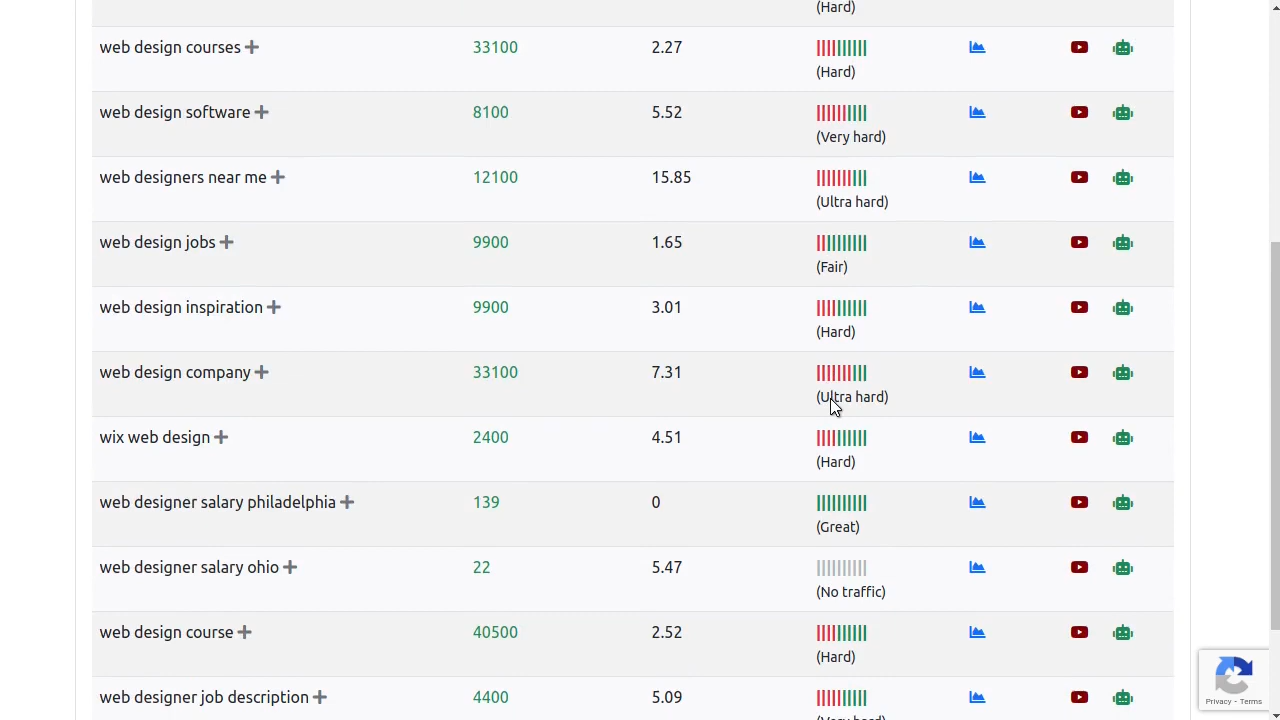 (Hard)
web design courses 33100 2.27
(Hard)
web design software 8100 5.52
(Very hard)
web designers near me 12100 15.85
(Ultra hard)
web design jobs 9900 1.65
(Fair)
web design inspiration 9900 3.01
(Hard)
web design company 33100 7.31
(Ultra hard)
wix web design 2400 4.51
(Hard)
web designer salary philadelphia 139 0
(Great)
web designer salary ohio 22 5.47
(No traffic)
web design course 40500 2.52
(Hard)
web designer job description 4400 5.09
(Very hard)
Privacy - Terms